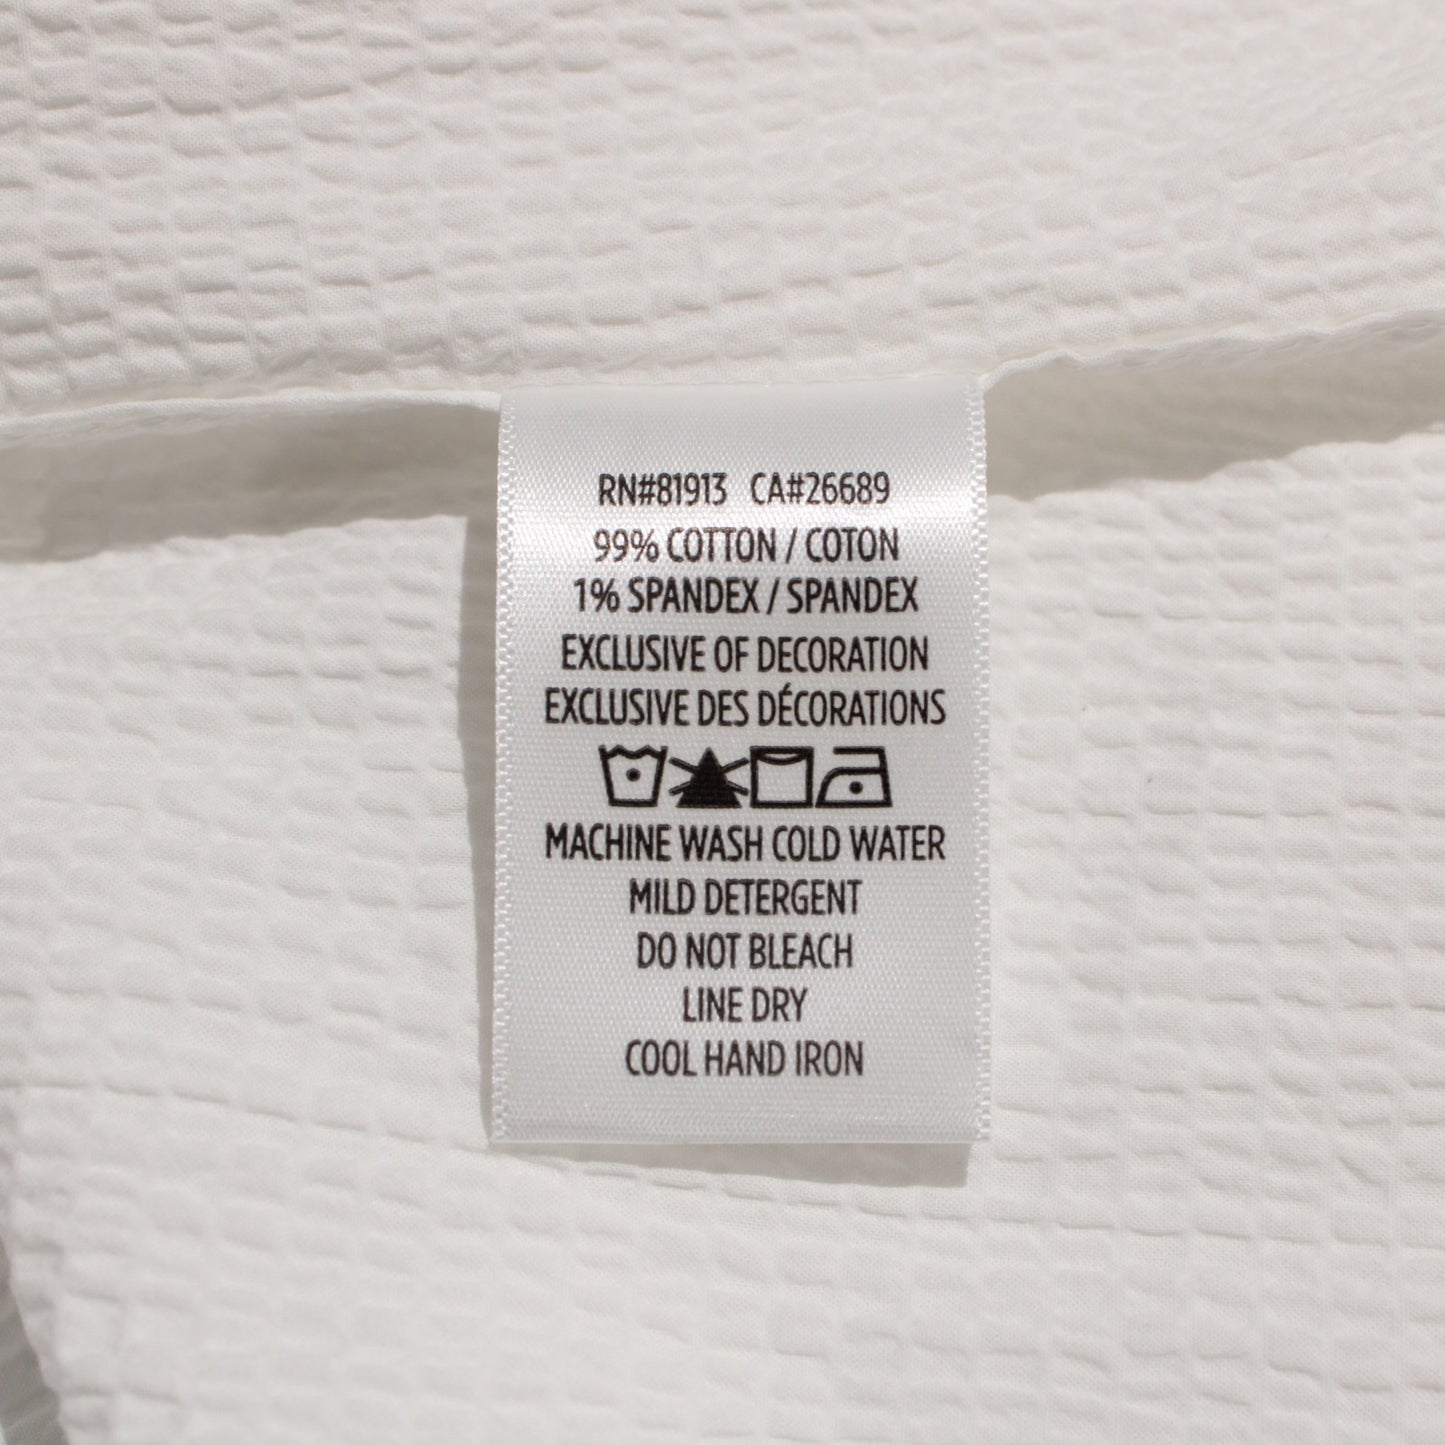 RN#81913 CA#26689
99% COTTON / COTON
1% SPANDEX / SPANDEX
EXCLUSIVE OF DECORATION
EXCLUSIVE DES DÉCORATIONS
MACHINE WASH COLD WATER
MILD DETERGENT
DO NOT BLEACH
LINE DRY
COOL HAND IRON